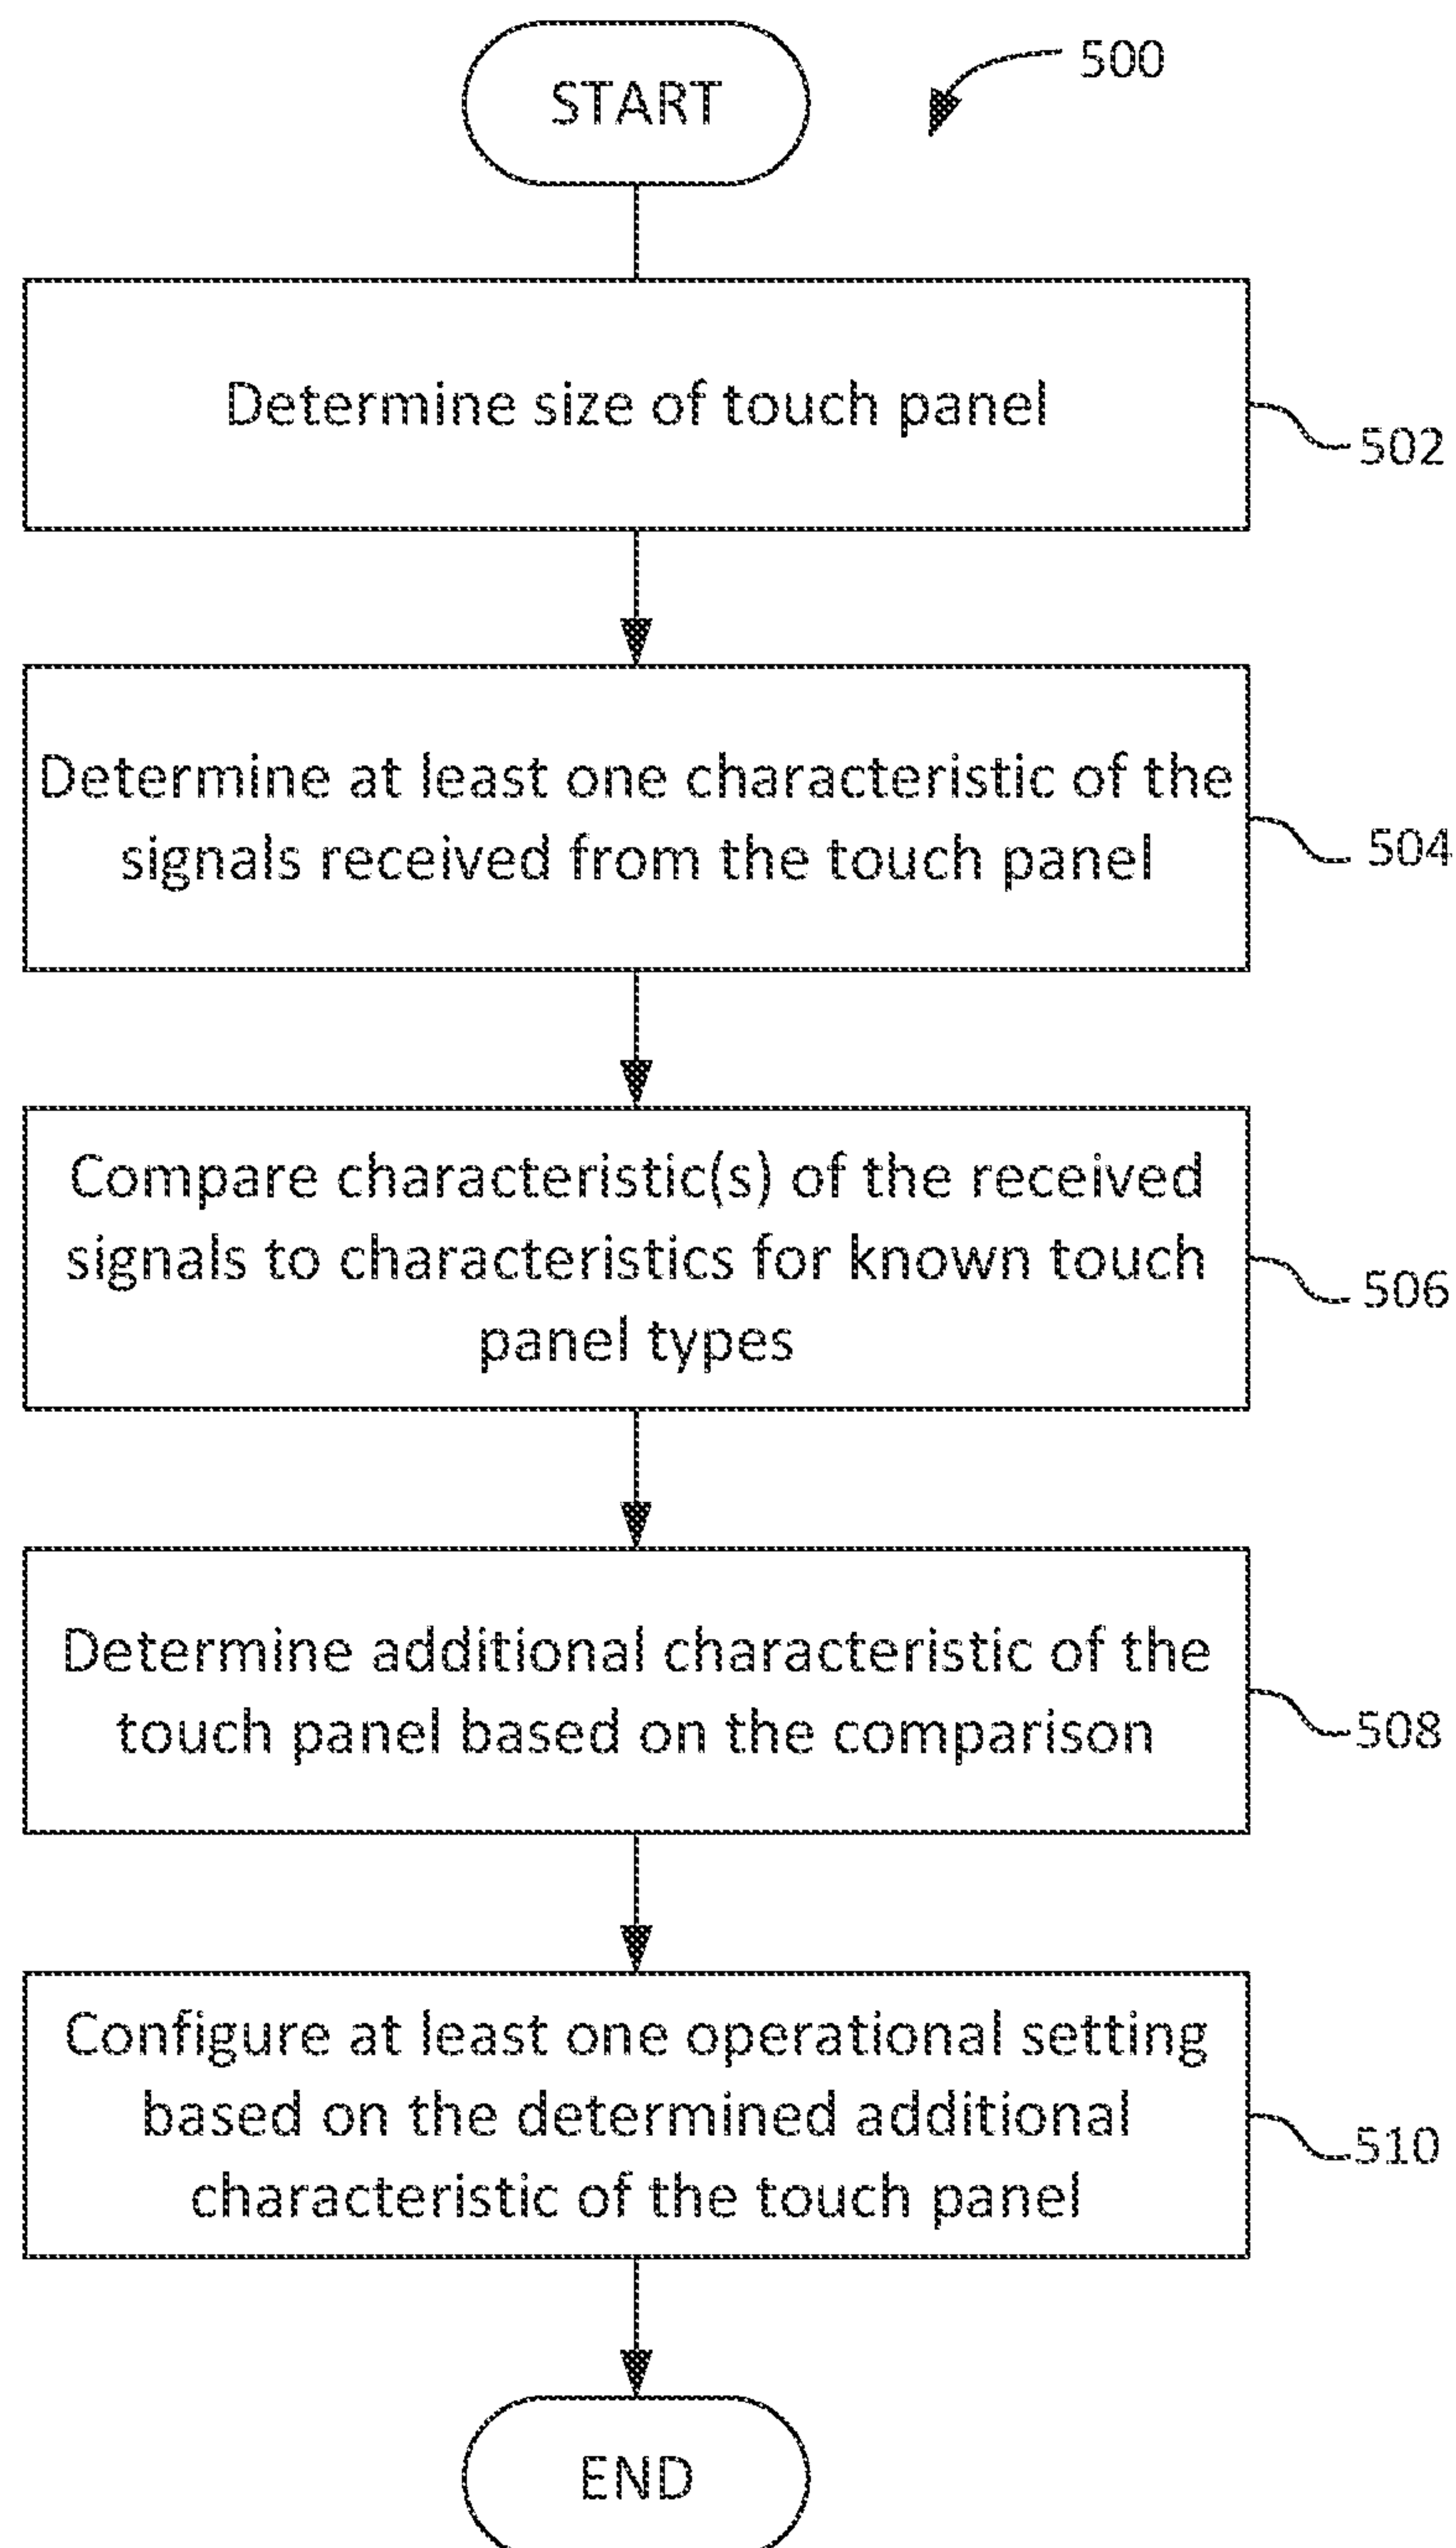 START
500
Determine size of touch panel
502
Determine at least one characteristic of the
signals received from the touch panel
504
Compare characteristic(s) of the received
signals to characteristics for known touch
panel types
506
Determine additional characteristic of the
touch panel based on the comparison
508
Configure at least one operational setting
based on the determined additional
characteristic of the touch panel
510
END